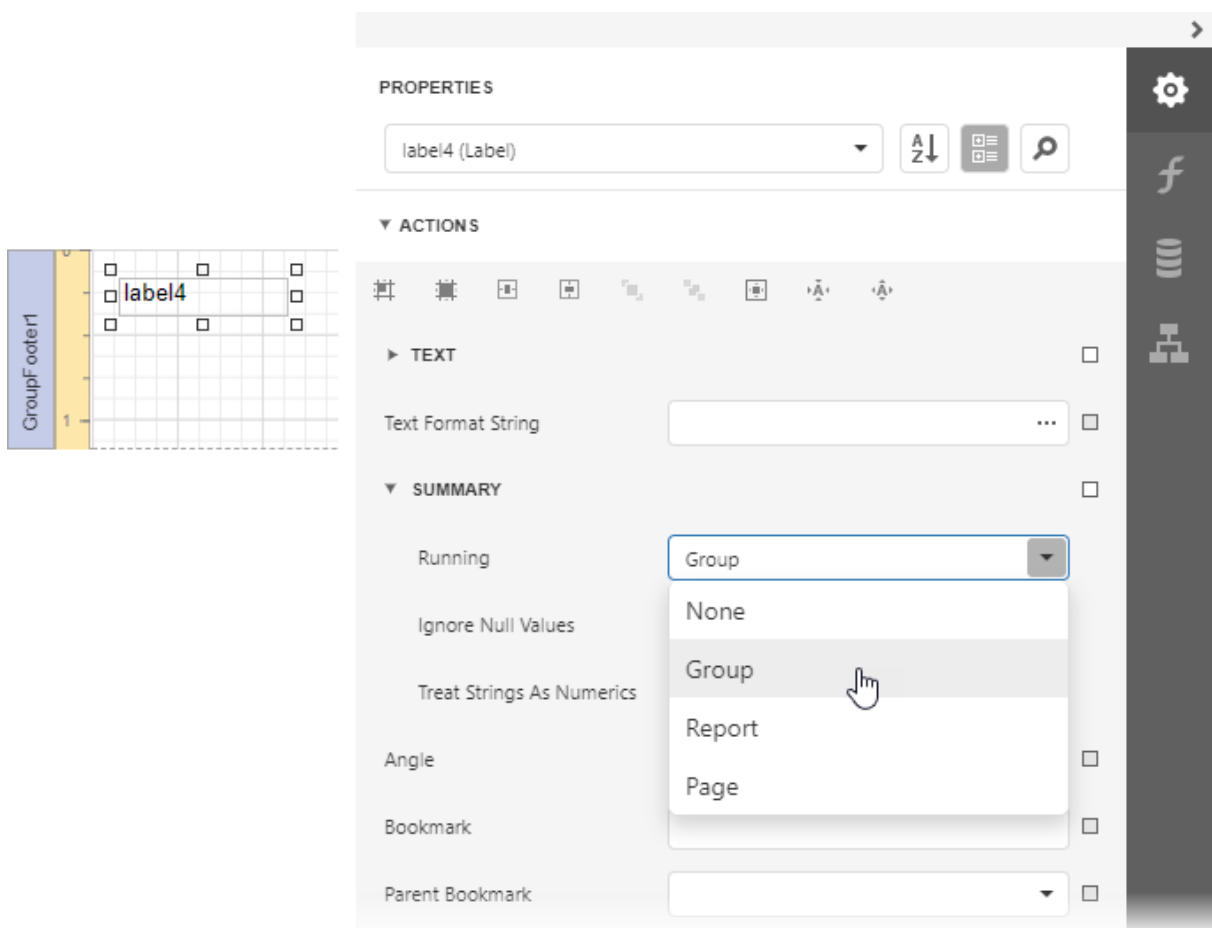 PROPERTIES
label4 (Label)
A
Z
ACTIONS
0
label4
GroupFooter1
1
A
A
TEXT
Text Format String
...
SUMMARY
Running
Group
None
Ignore Null Values
Group
Treat Strings As Numerics
Report
Angle
Page
Bookmark
Parent Bookmark